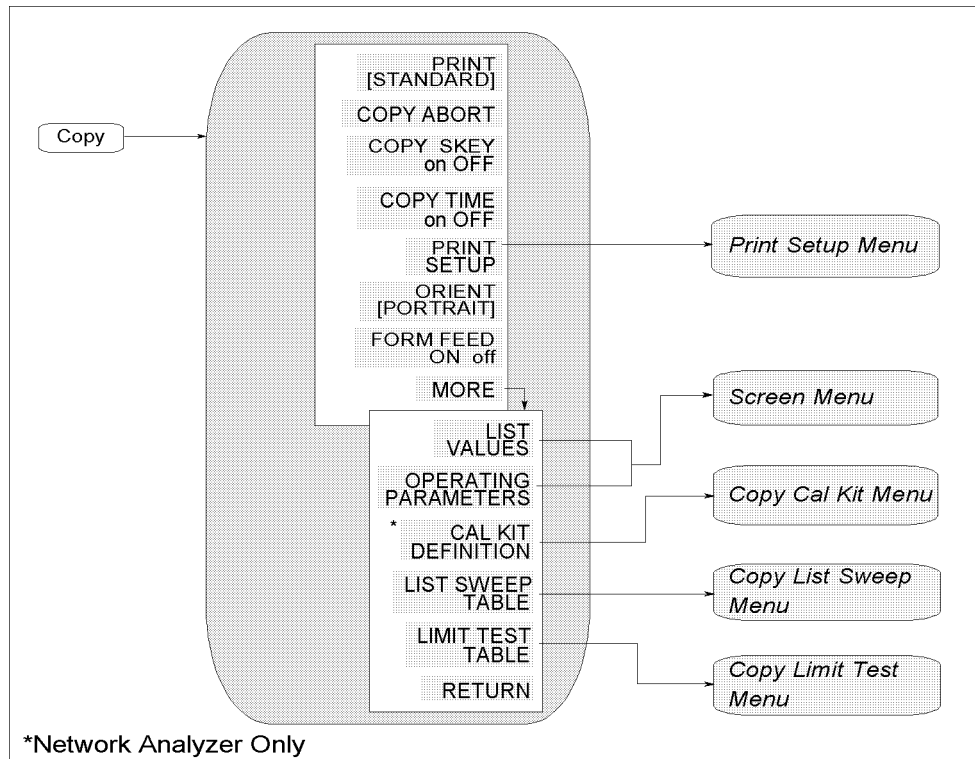 Copy
PRINT
[STANDARD]
COPY ABORT
COPY SKEY
on OFF
COPY TIME
on OFF
PRINT
SETUP
ORIENT
[PORTRAIT]
FORM FEED
ON off
MORE
LIST
VALUES
OPERATING
PARAMETERS
* CAL KIT
DEFINITION
LIST SWEEP
TABLE
LIMIT TEST
TABLE
RETURN
Print Setup Menu
Screen Menu
Copy Cal Kit Menu
Copy List Sweep
Menu
Copy Limit Test
Menu
*Network Analyzer Only